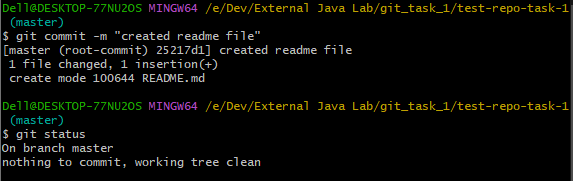 Dell@DESKTOP-77NU2OS MINGW64 /e/Dev/External Java Lab/git_task_1/test-repo-task-1
(master)
$ git commit -m "created readme file"
[master (root-commit) 25217d1] created readme file
1 file changed, 1 insertion(+)
create mode 100644 README.md
Dell@DESKTOP-77NU2OS MINGW64 /e/Dev/External Java Lab/git_task_1/test-repo-task-1
(master)
$ git status
On branch master
nothing to commit, working tree clean